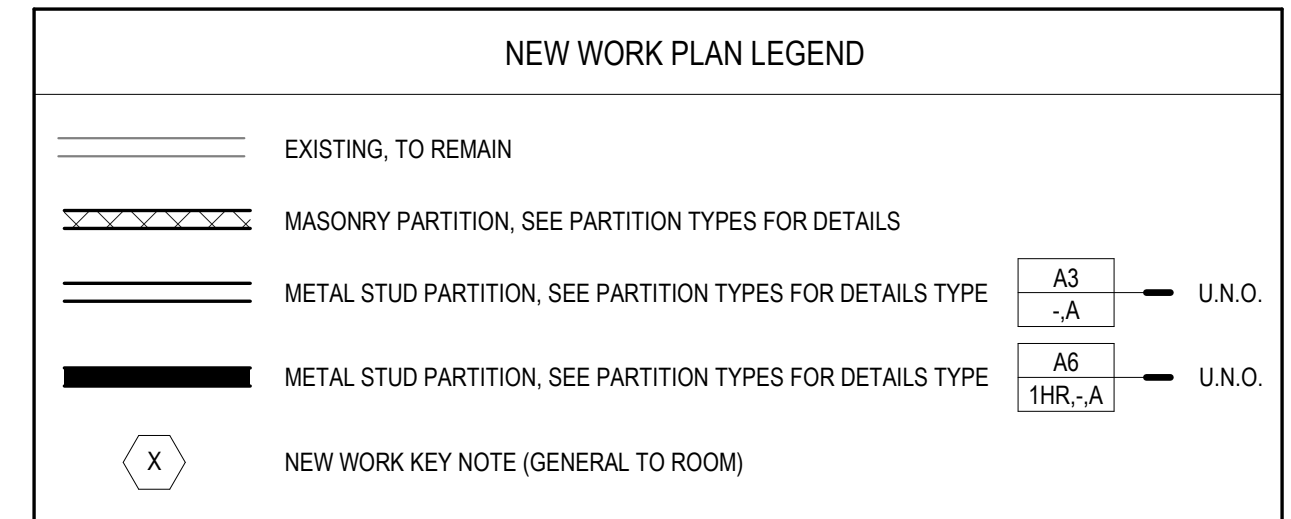 NEW WORK PLAN LEGEND
EXISTING, TO REMAIN
MASONRY PARTITION, SEE PARTITION TYPES FOR DETAILS
METAL STUD PARTITION, SEE PARTITION TYPES FOR DETAILS TYPE A3 U.N.O.
-,A
METAL STUD PARTITION, SEE PARTITION TYPES FOR DETAILS TYPE A6 U.N.O.
1HR,-,A
X NEW WORK KEY NOTE (GENERAL TO ROOM)